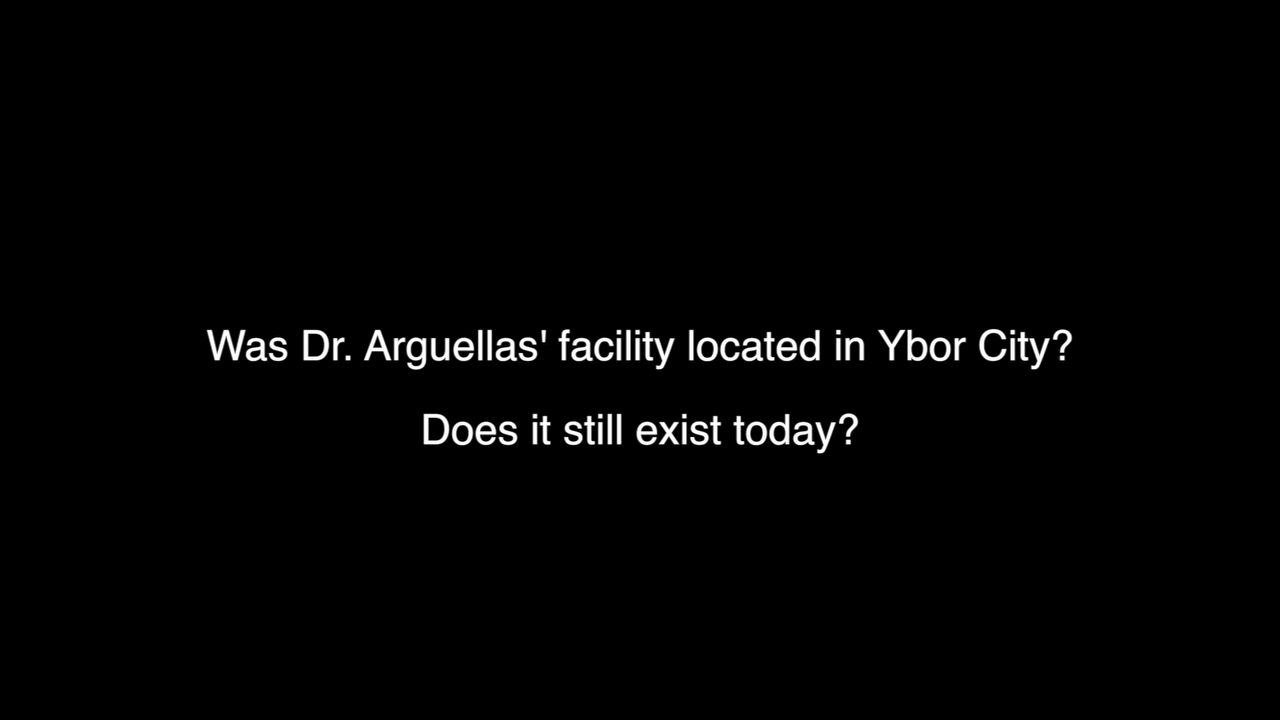 Was Dr. Arguellas' facility located in Ybor City?
Does it still exist today?